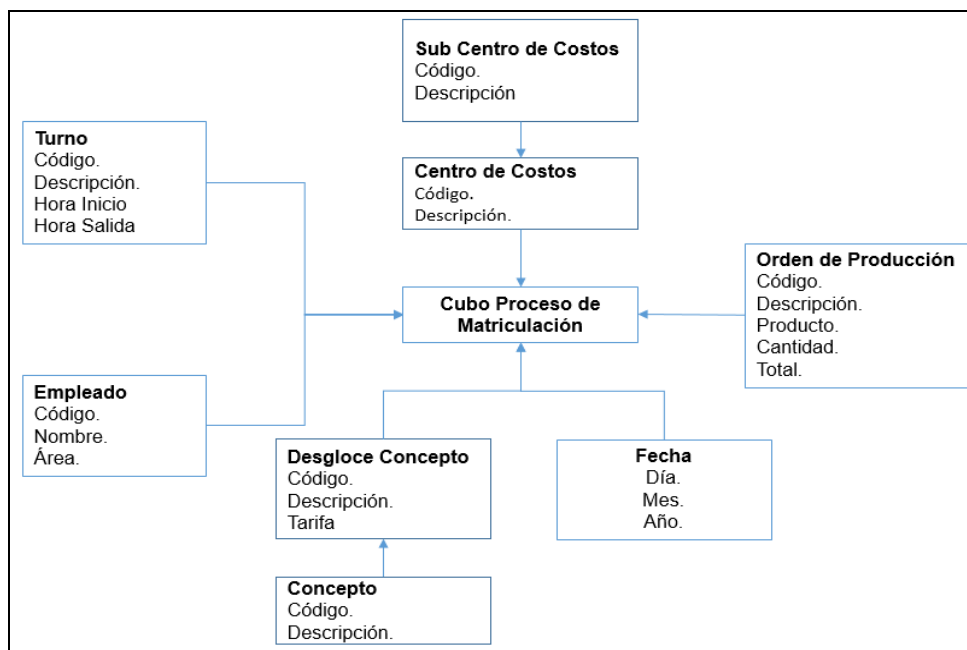 Sub Centro de Costos
Código.
Descripción
Turno
Código.
Descripción.
Hora Inicio
Hora Salida
Centro de Costos
Código.
Descripción.
Orden de Producción
Código.
Descripción.
Producto.
Cantidad.
Total.
Cubo Proceso de
Matriculación
Empleado
Código.
Nombre.
Área.
Desgloce Concepto
Código.
Descripción.
Tarifa
Fecha
Día.
Mes.
Año.
Concepto
Código.
Descripción.